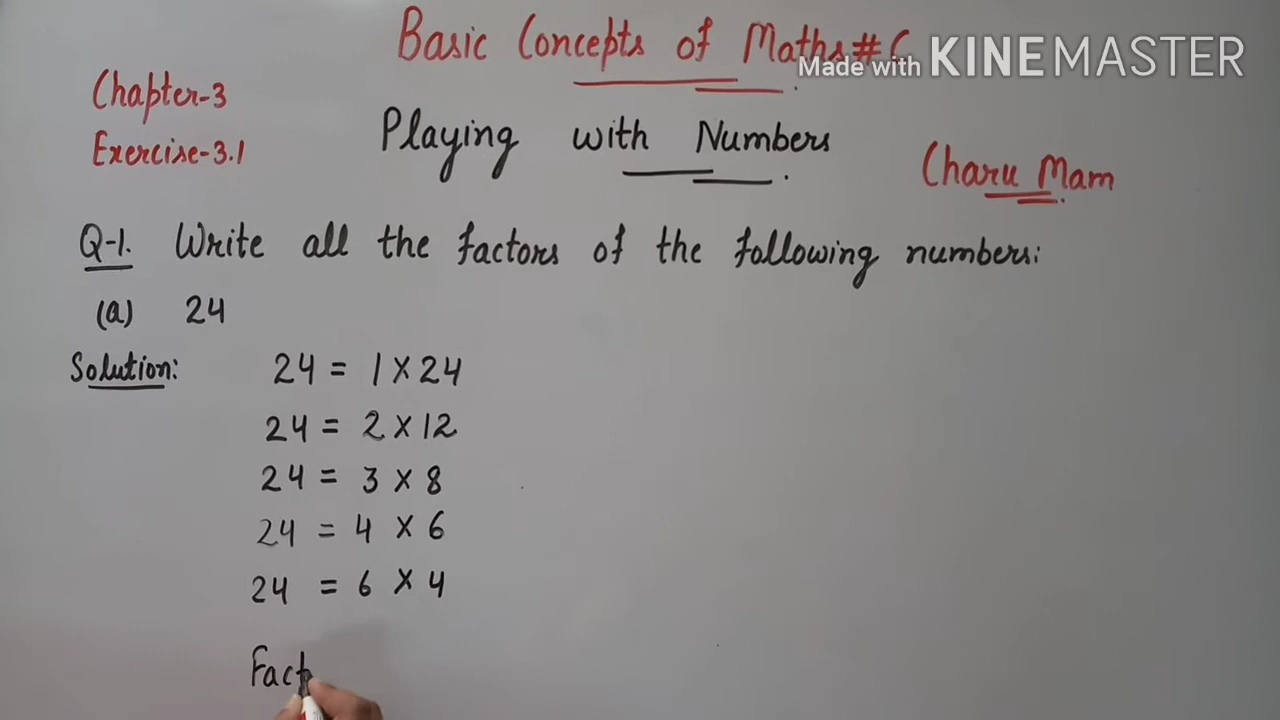 Basic Concepts of Maths#
Made with KINEMASTER
Chapter-3
Exercise-3.1
Playing with Numbers
Charu Mam
Q-1. Write all the factors of the following numbers:
(a) 24
Solution: 24 = 1 × 24
24 = 2 × 12
24 = 3 × 8
24 = 4 × 6
24 = 6 × 4
Fact